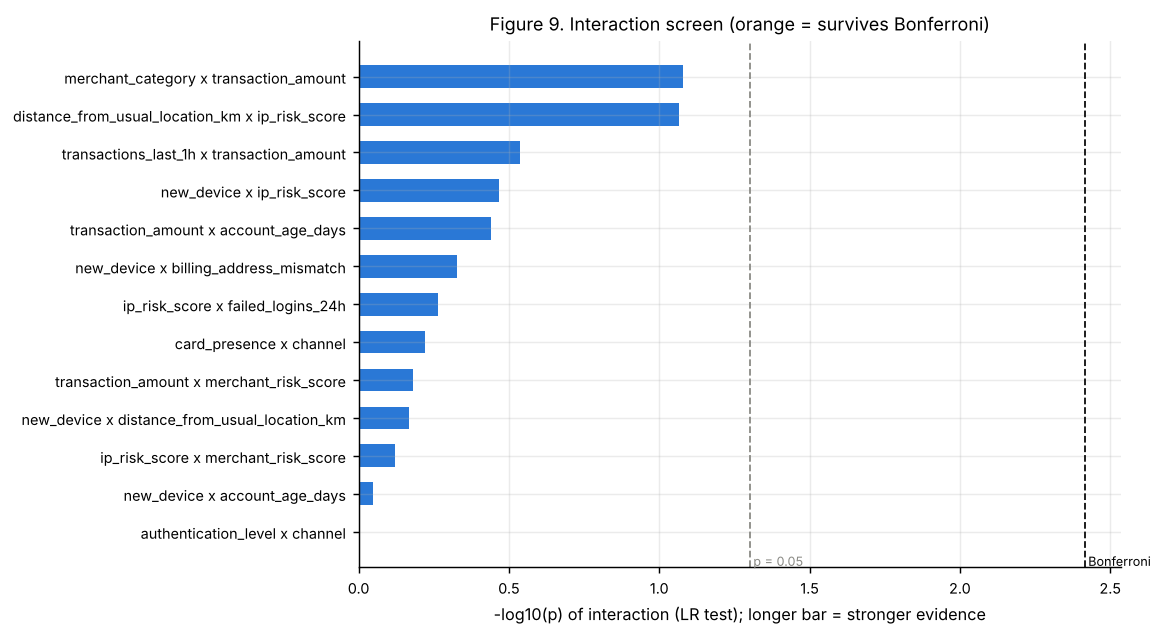 Figure 9. Interaction screen (orange = survives Bonferroni)
merchant_category x transaction_amount
distance_from_usual_location_km x ip_risk_score
transactions_last_1h x transaction_amount
new_device x ip_risk_score
transaction_amount x account_age_days
new_device x billing_address_mismatch
ip_risk_score x failed_logins_24h
card_presence x channel
transaction_amount x merchant_risk_score
new_device x distance_from_usual_location_km
ip_risk_score x merchant_risk_score
new_device x account_age_days
authentication_level x channel
p = 0.05
Bonferroni
0.0 0.5 1.0 1.5 2.0 2.5
-log10(p) of interaction (LR test); longer bar = stronger evidence